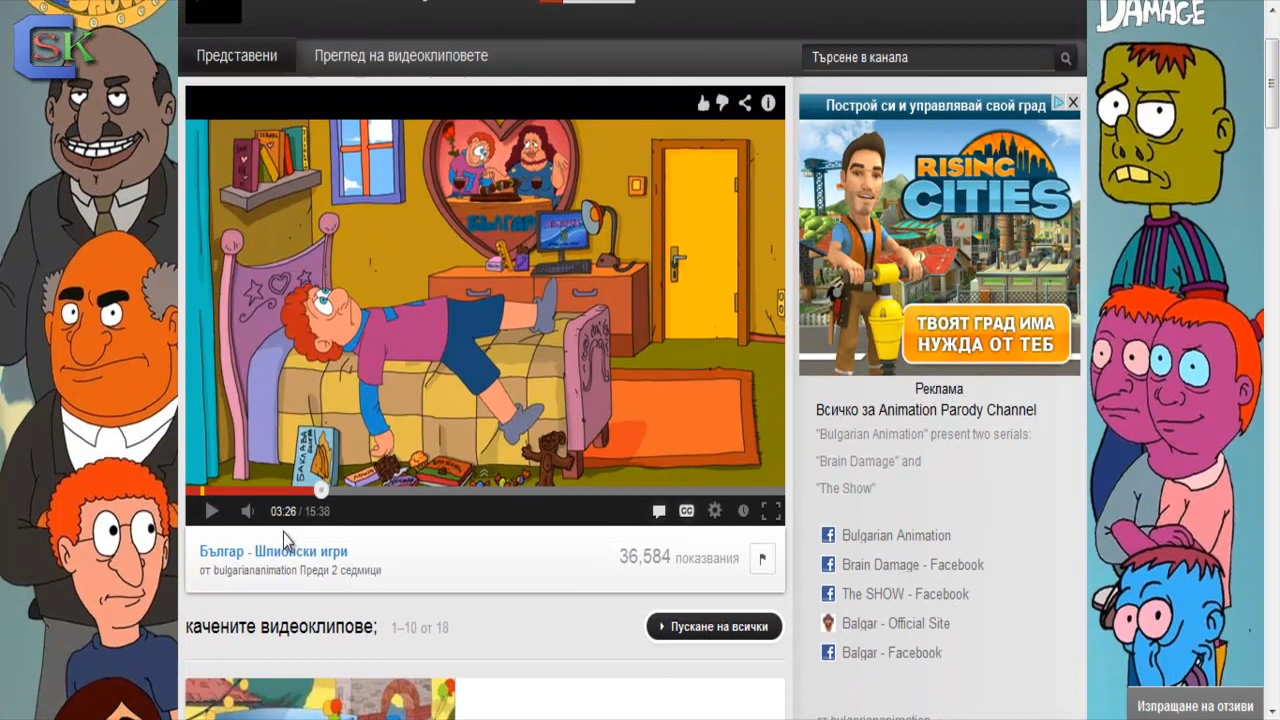 SK
DAMAGE
Представени
Преглед на видеоклиповете
Търсене в канала
Построй си и управлявай свой град
RISING
CITIES
ТВОЯТ ГРАД ИМА
НУЖДА ОТ ТЕБ
Реклама
03:26 / 15:38
CC
Българ - Шпионски игри
от bulgariananimation Преди 2 седмици
36,584 показвания
качените видеоклипове;
1–10 от 18
Пускане на всички
Всичко за Animation Parody Channel
"Bulgarian Animation" present two serials:
"Brain Damage" and
"The Show"
Bulgarian Animation
Brain Damage - Facebook
The SHOW - Facebook
Balgar - Official Site
Balgar - Facebook
от bulgariananimation
Изпращане на отзиви